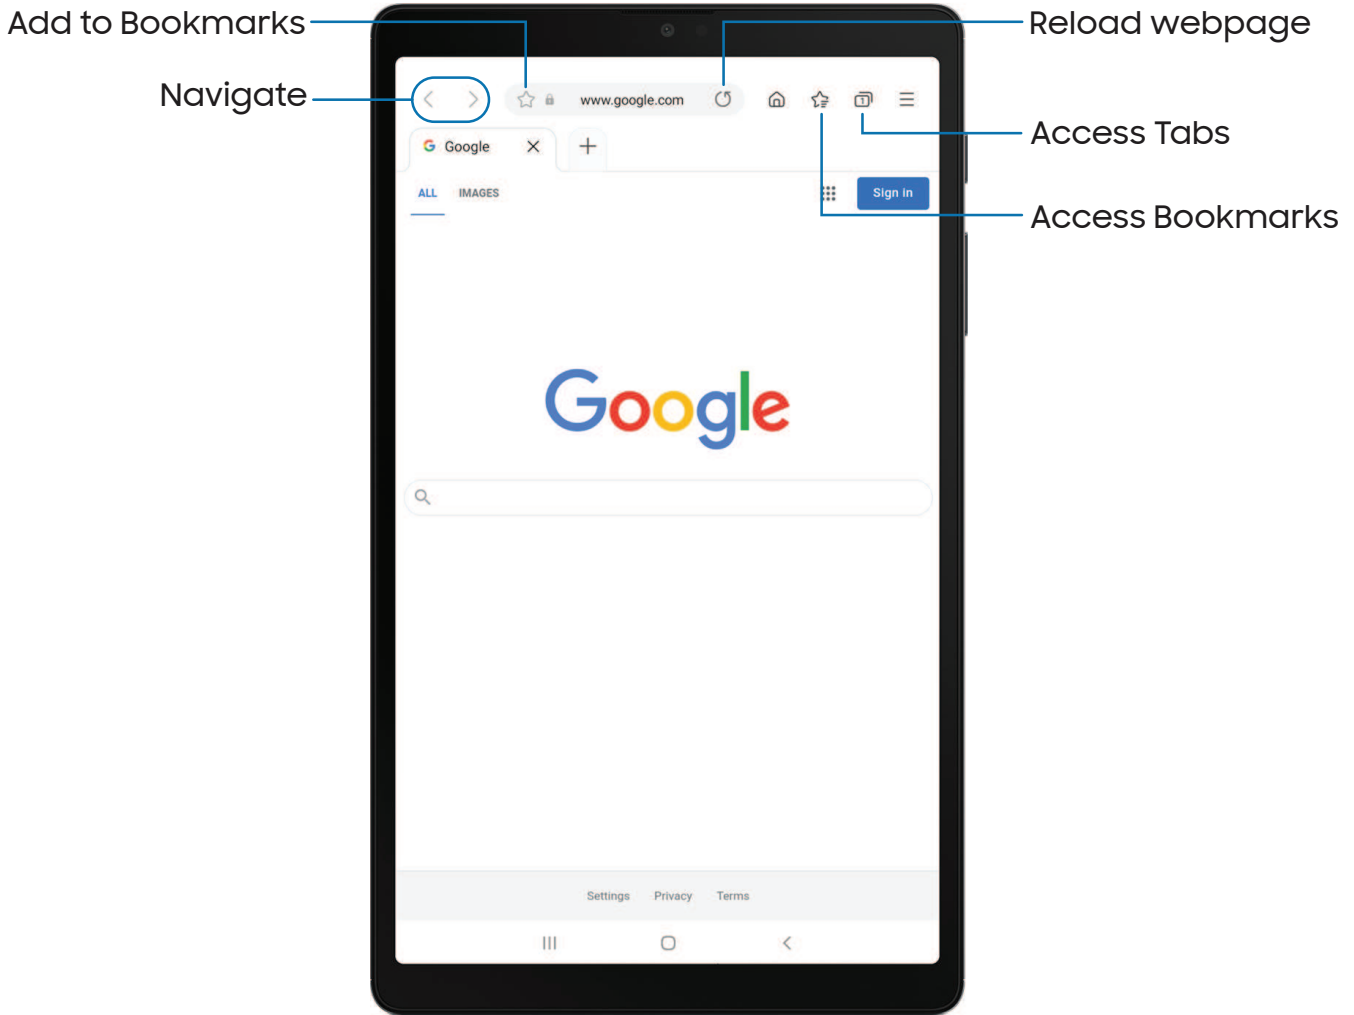 Add to Bookmarks
Reload webpage
Navigate
www.google.com
1
Access Tabs
Google
ALL IMAGES
Sign in
Access Bookmarks
Google
Settings Privacy Terms